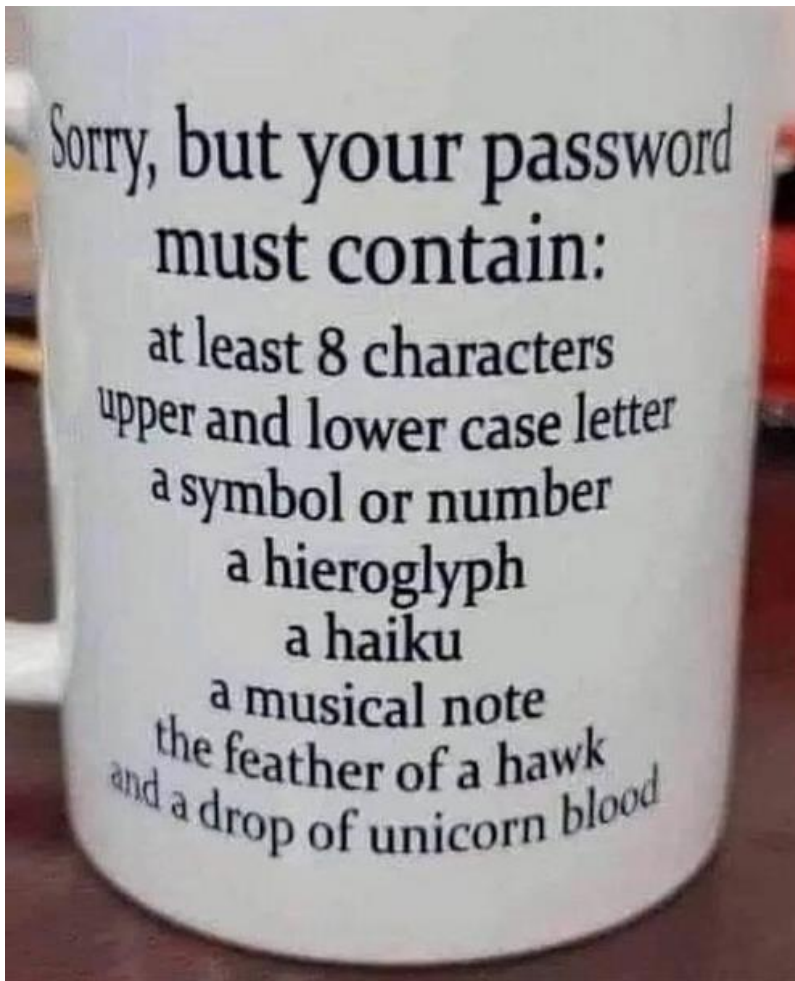 Sorry, but your password
must contain:
at least 8 characters
upper and lower case letter
a symbol or number
a hieroglyph
a haiku
a musical note
the feather of a hawk
and a drop of unicorn blood